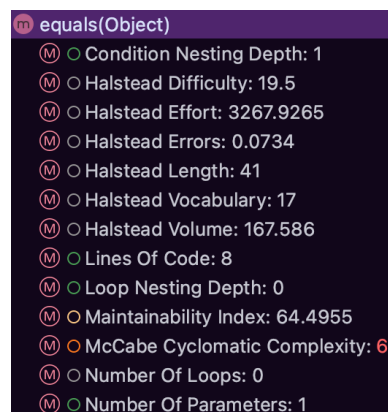 m equals(Object)
M Condition Nesting Depth: 1
M Halstead Difficulty: 19.5
M Halstead Effort: 3267.9265
M Halstead Errors: 0.0734
M Halstead Length: 41
M Halstead Vocabulary: 17
M Halstead Volume: 167.586
M Lines Of Code: 8
M Loop Nesting Depth: 0
M Maintainability Index: 64.4955
M McCabe Cyclomatic Complexity: 6
M Number Of Loops: 0
M Number Of Parameters: 1